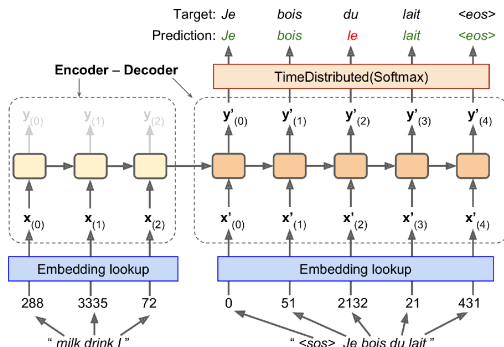 Target: Je bois du lait <eos>
Prediction: Je bois le lait <eos>
Encoder – Decoder
TimeDistributed(Softmax)
y(0) y(1) y(2) y'(0) y'(1) y'(2) y'(3) y'(4)
x(0) x(1) x(2) x'(0) x'(1) x'(2) x'(3) x'(4)
Embedding lookup Embedding lookup
288 3335 72 0 51 2132 21 431
“ milk drink I ” “ <sos> Je bois du lait ”